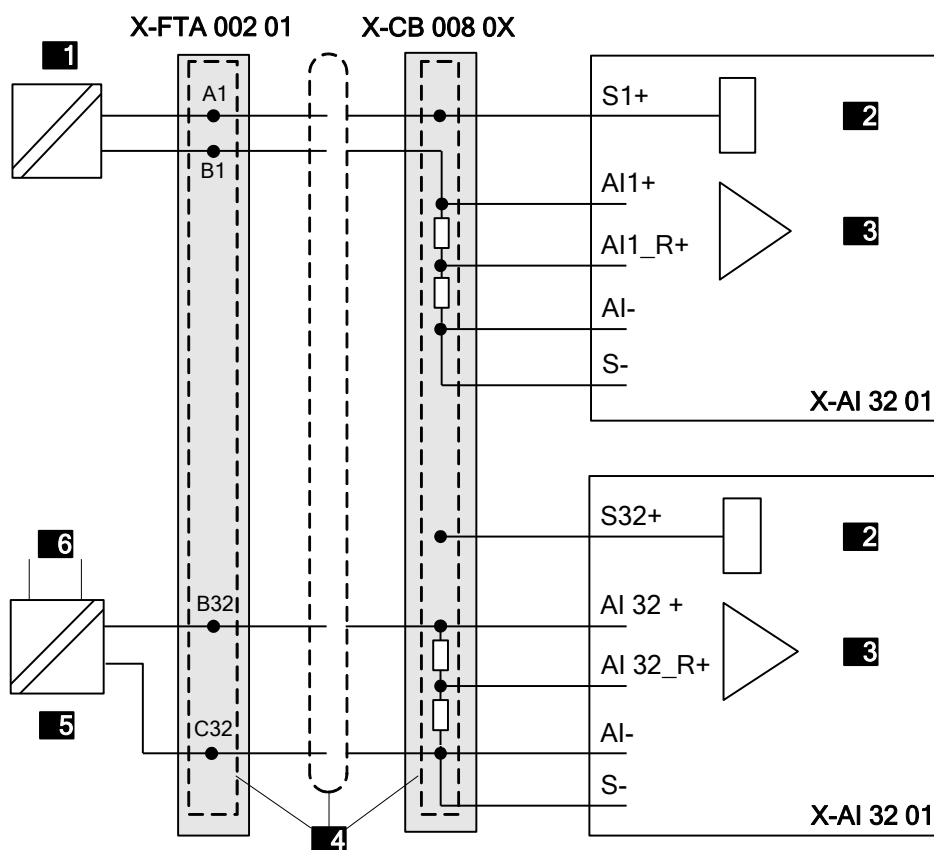 X-FTA 002 01
X-CB 008 0X
1
A1
S1+
2
B1
AI1+
3
AI1_R+
AI-
S-
X-AI 32 01
S32+
2
6
B32
AI 32 +
3
AI 32_R+
5
C32
AI-
S-
4
X-AI 32 01